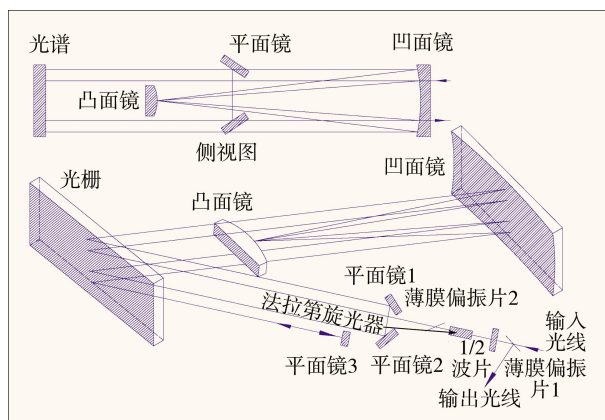 光谱
平面镜
凹面镜
凸面镜
侧视图
凹面镜
光栅
凸面镜
平面镜1
薄膜偏振片2
法拉第旋光器
输入
光线
1/2
波片
平面镜3
平面镜2
薄膜偏振
片1
输出光线